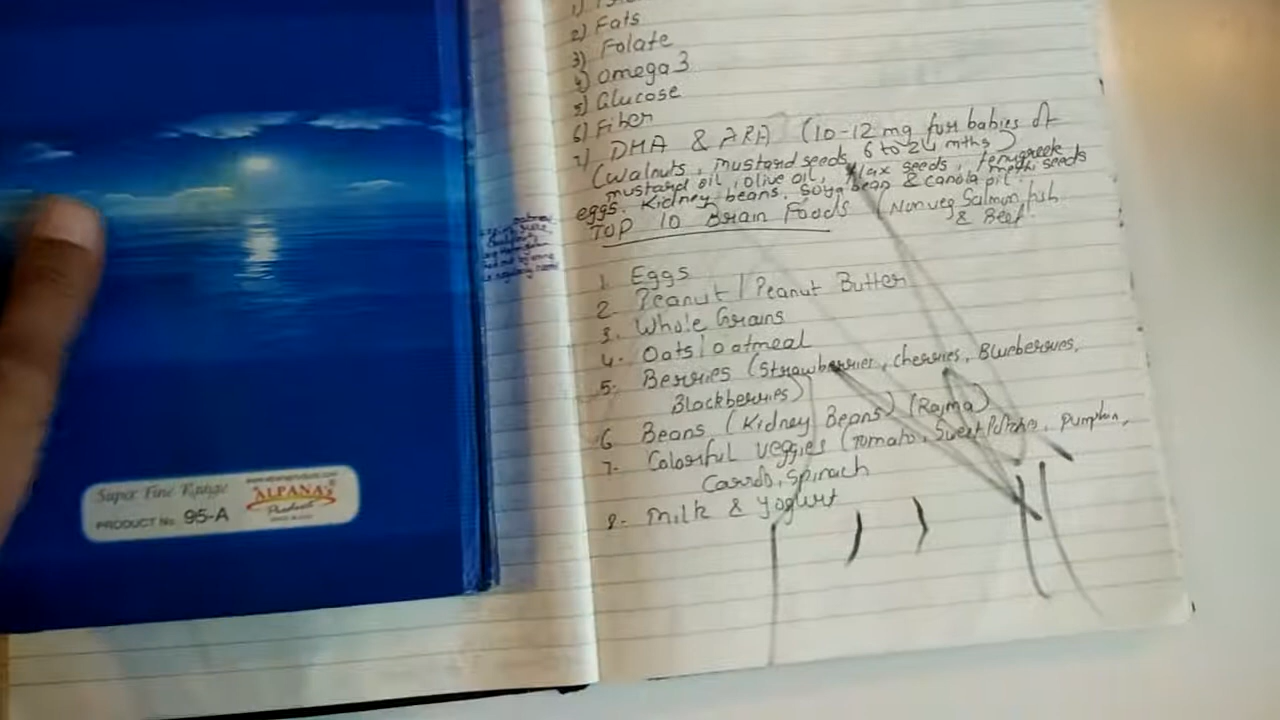 Super Fine Range
PRODUCT No. 95-A
ALPANA
Products
1)
2) Fats
3) Folate
4) Omega 3
5) Glucose
6) Fiber
7) DHA & ARA (10-12 mg for babies of
6 to 24 mths)
(Walnuts, mustard seeds, flax seeds, fenugreek
mustard oil, olive oil, methi seeds
eggs. Kidney beans. Soya bean & canola oil.
TOP 10 Brain Foods (Nonveg Salmon, fish
& Beef
1. Eggs
2. Peanut / Peanut Butter
3. Whole Grains
4. Oats / oatmeal
5. Berries (Strawberries, cherries, Blueberries,
Blackberries)
6 Beans (Kidney Beans) (Rajma)
7. Colorful veggies (Tomato, Sweet Potato, Pumpkin,
Carrots, Spinach
8. Milk & Yogurt